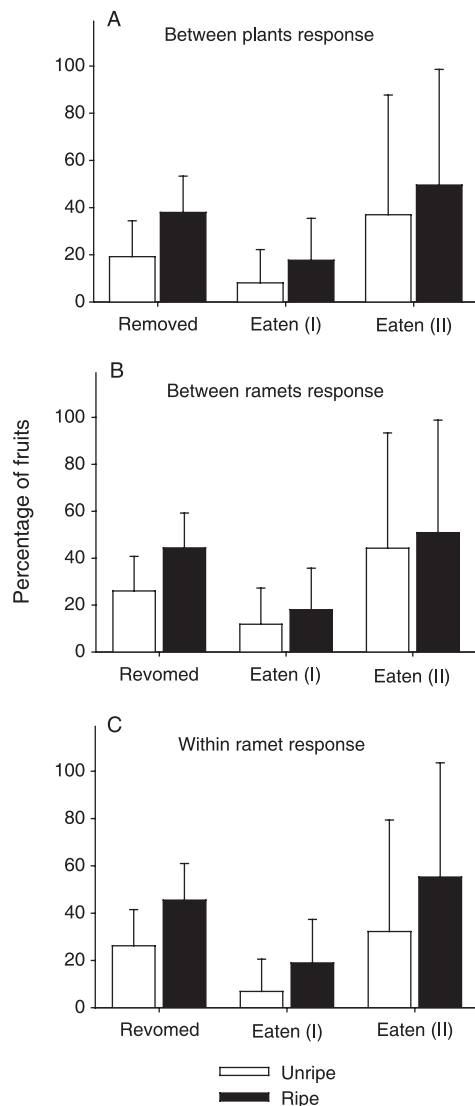 A
Between plants response
100
80
60
40
20
0
Removed Eaten (I) Eaten (II)
B
Between ramets response
100
80
60
40
20
0
Revomed Eaten (I) Eaten (II)
Percentage of fruits
C
Within ramet response
100
80
60
40
20
0
Revomed Eaten (I) Eaten (II)
Unripe
Ripe